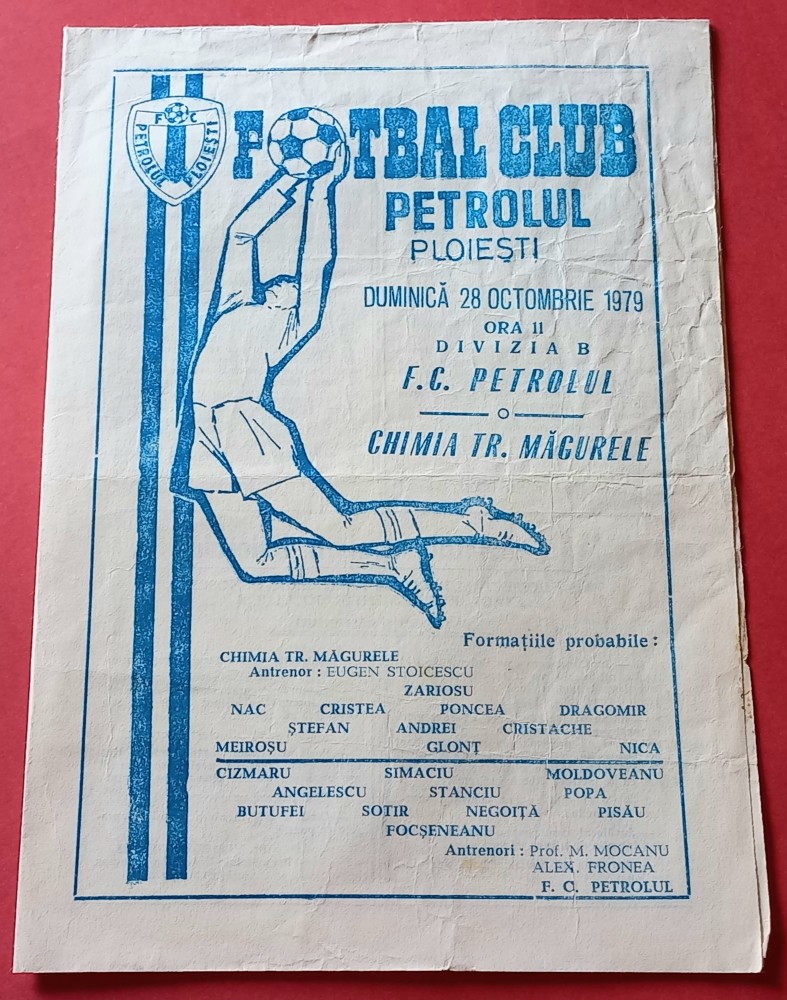 F C
PETROLUL PLOIEȘTI
FOTBAL CLUB
PETROLUL
PLOIEȘTI
DUMINICĂ 28 OCTOMBRIE 1979
ORA 11
DIVIZIA B
F.C. PETROLUL
CHIMIA TR. MĂGURELE
Formațiile probabile :
CHIMIA TR. MĂGURELE
Antrenor : EUGEN STOICESCU
ZARIOSU
NAC CRISTEA PONCEA DRAGOMIR
ȘTEFAN ANDREI CRISTACHE
MEIROȘU GLONȚ NICA
CIZMARU SIMACIU MOLDOVEANU
ANGELESCU STANCIU POPA
BUTUFEI SOTIR NEGOIȚĂ PISĂU
FOCȘENEANU
Antrenori : Prof. M. MOCANU
ALEX. FRONEA
F. C. PETROLUL